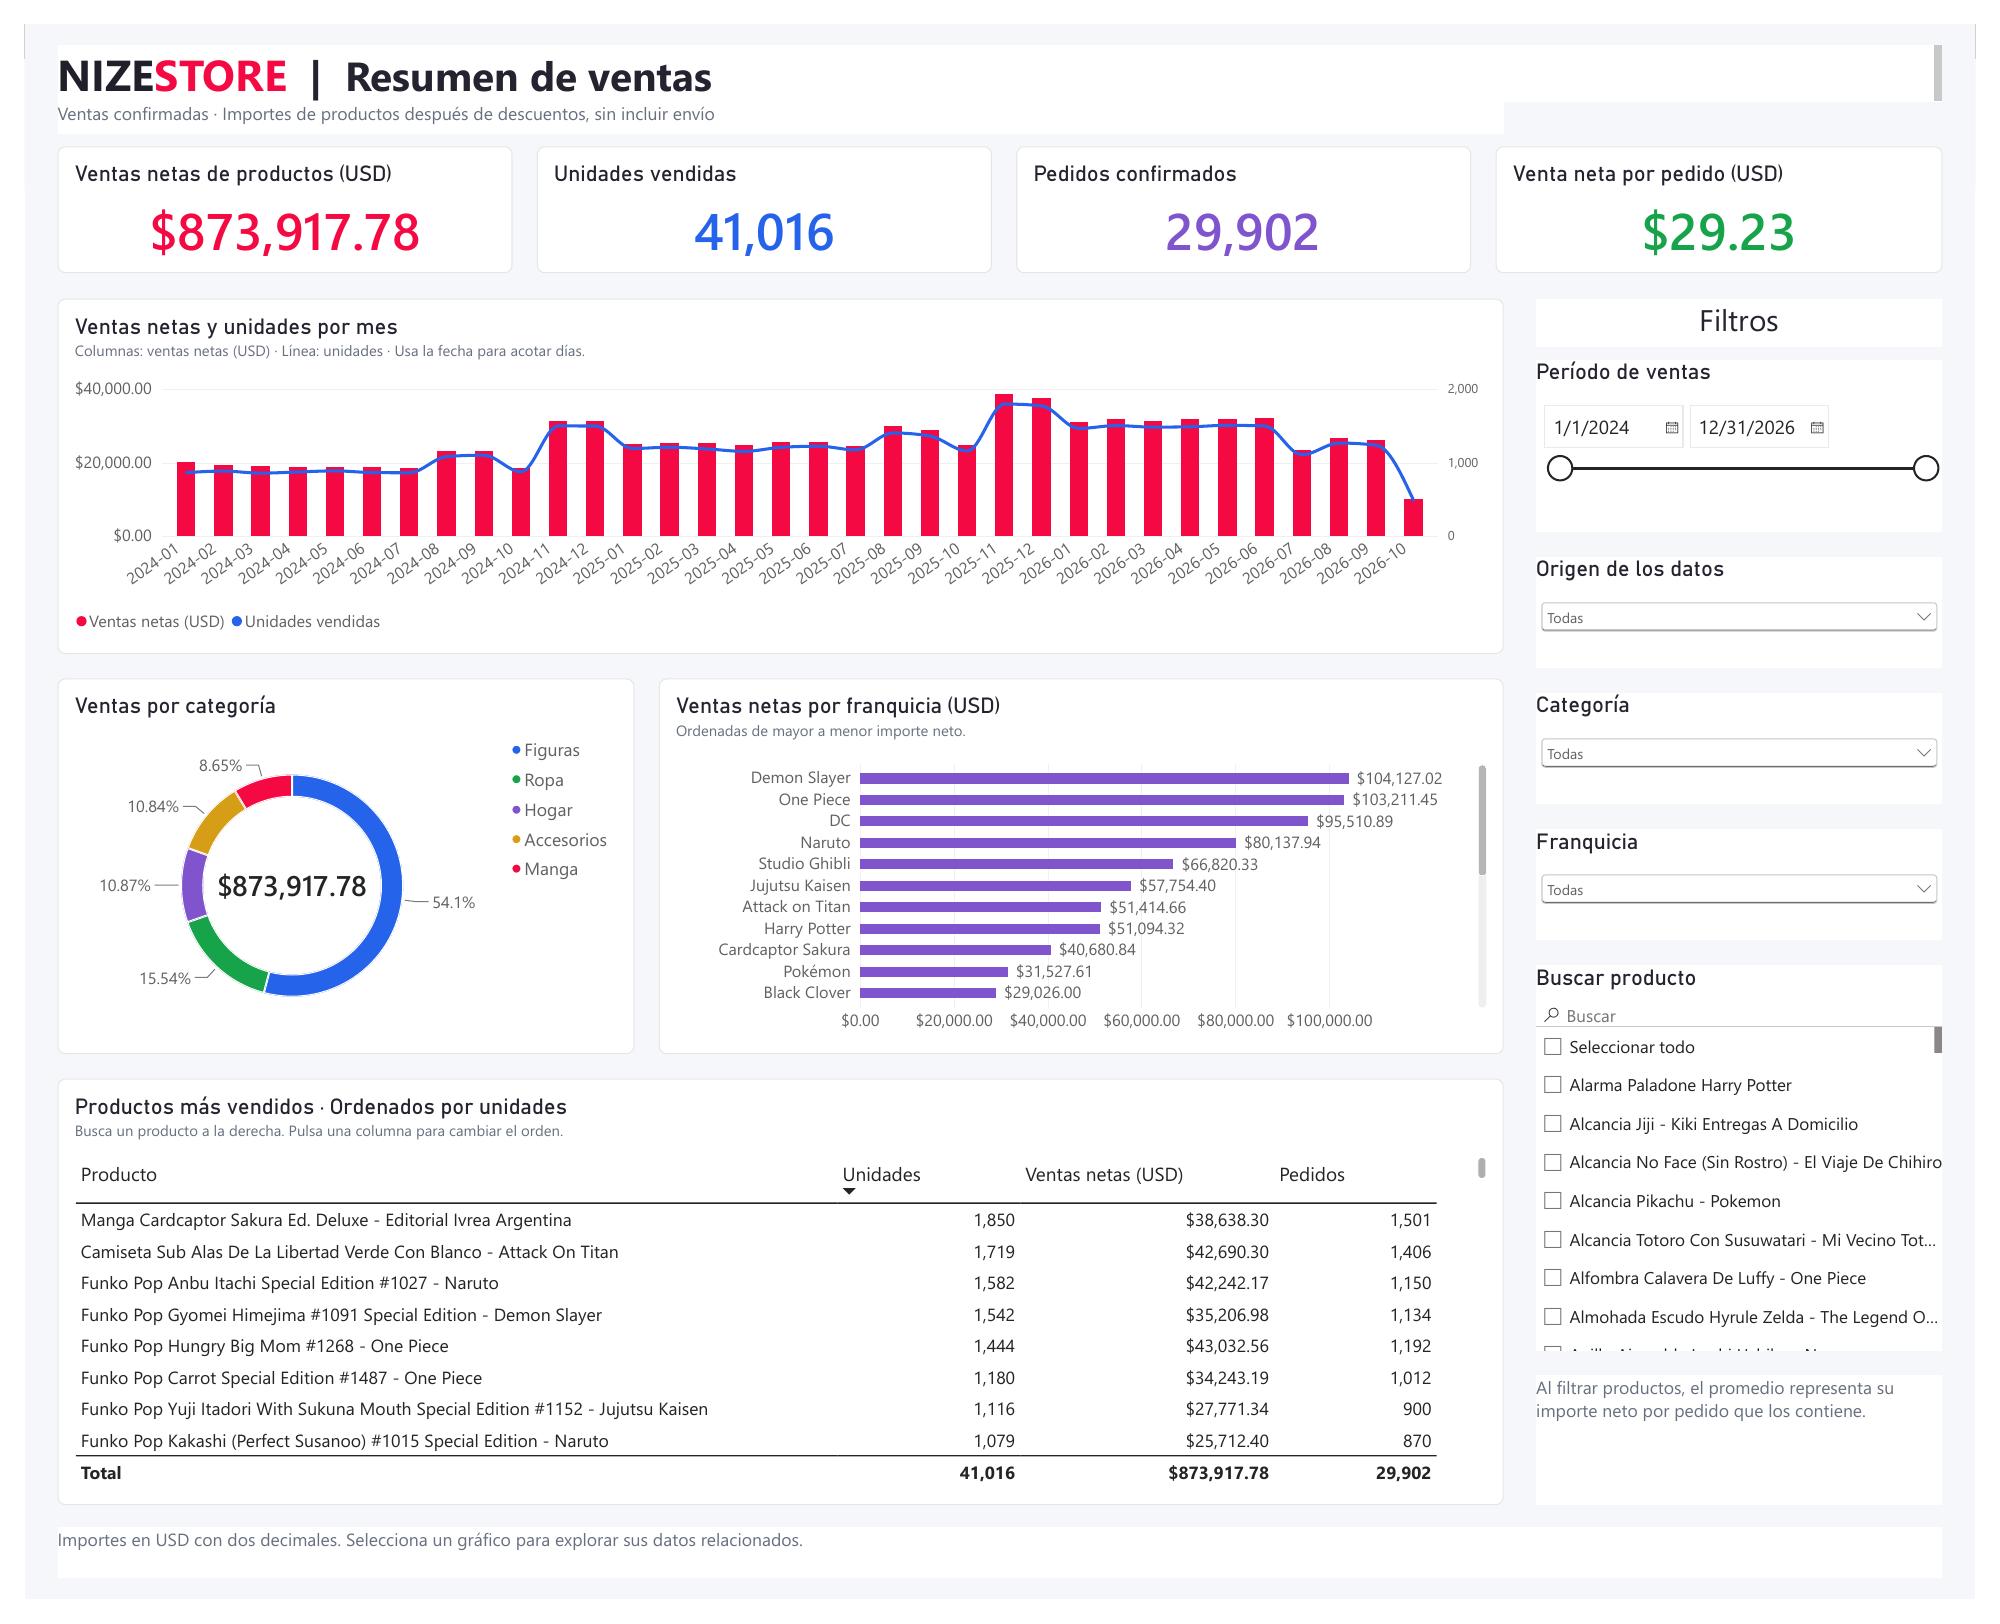 NIZESTORE | Resumen de ventas
Ventas confirmadas · Importes de productos después de descuentos, sin incluir envío
Ventas netas de productos (USD)
$873,917.78
Unidades vendidas
41,016
Pedidos confirmados
29,902
Venta neta por pedido (USD)
$29.23
Ventas netas y unidades por mes
Columnas: ventas netas (USD) · Línea: unidades · Usa la fecha para acotar días.
$40,000.00
$20,000.00
$0.00
2,000
1,000
0
2024-01 2024-02 2024-03 2024-04 2024-05 2024-06 2024-07 2024-08 2024-09 2024-10 2024-11 2024-12 2025-01 2025-02 2025-03 2025-04 2025-05 2025-06 2025-07 2025-08 2025-09 2025-10 2025-11 2025-12 2026-01 2026-02 2026-03 2026-04 2026-05 2026-06 2026-07 2026-08 2026-09 2026-10
Ventas netas (USD) Unidades vendidas
Filtros
Período de ventas
1/1/2024 12/31/2026
Origen de los datos
Todas
Categoría
Todas
Franquicia
Todas
Ventas por categoría
8.65%
10.84%
10.87%
15.54%
54.1%
$873,917.78
Figuras
Ropa
Hogar
Accesorios
Manga
Ventas netas por franquicia (USD)
Ordenadas de mayor a menor importe neto.
Demon Slayer $104,127.02
One Piece $103,211.45
DC $95,510.89
Naruto $80,137.94
Studio Ghibli $66,820.33
Jujutsu Kaisen $57,754.40
Attack on Titan $51,414.66
Harry Potter $51,094.32
Cardcaptor Sakura $40,680.84
Pokémon $31,527.61
Black Clover $29,026.00
$0.00 $20,000.00 $40,000.00 $60,000.00 $80,000.00 $100,000.00
Buscar producto
Buscar
Seleccionar todo
Alarma Paladone Harry Potter
Alcancia Jiji - Kiki Entregas A Domicilio
Alcancia No Face (Sin Rostro) - El Viaje De Chihiro
Alcancia Pikachu - Pokemon
Alcancia Totoro Con Susuwatari - Mi Vecino Tot...
Alfombra Calavera De Luffy - One Piece
Almohada Escudo Hyrule Zelda - The Legend O...
Productos más vendidos · Ordenados por unidades
Busca un producto a la derecha. Pulsa una columna para cambiar el orden.
Producto Unidades Ventas netas (USD) Pedidos
Manga Cardcaptor Sakura Ed. Deluxe - Editorial Ivrea Argentina 1,850 $38,638.30 1,501
Camiseta Sub Alas De La Libertad Verde Con Blanco - Attack On Titan 1,719 $42,690.30 1,406
Funko Pop Anbu Itachi Special Edition #1027 - Naruto 1,582 $42,242.17 1,150
Funko Pop Gyomei Himejima #1091 Special Edition - Demon Slayer 1,542 $35,206.98 1,134
Funko Pop Hungry Big Mom #1268 - One Piece 1,444 $43,032.56 1,192
Funko Pop Carrot Special Edition #1487 - One Piece 1,180 $34,243.19 1,012
Funko Pop Yuji Itadori With Sukuna Mouth Special Edition #1152 - Jujutsu Kaisen 1,116 $27,771.34 900
Funko Pop Kakashi (Perfect Susanoo) #1015 Special Edition - Naruto 1,079 $25,712.40 870
Total 41,016 $873,917.78 29,902
Al filtrar productos, el promedio representa su
importe neto por pedido que los contiene.
Importes en USD con dos decimales. Selecciona un gráfico para explorar sus datos relacionados.